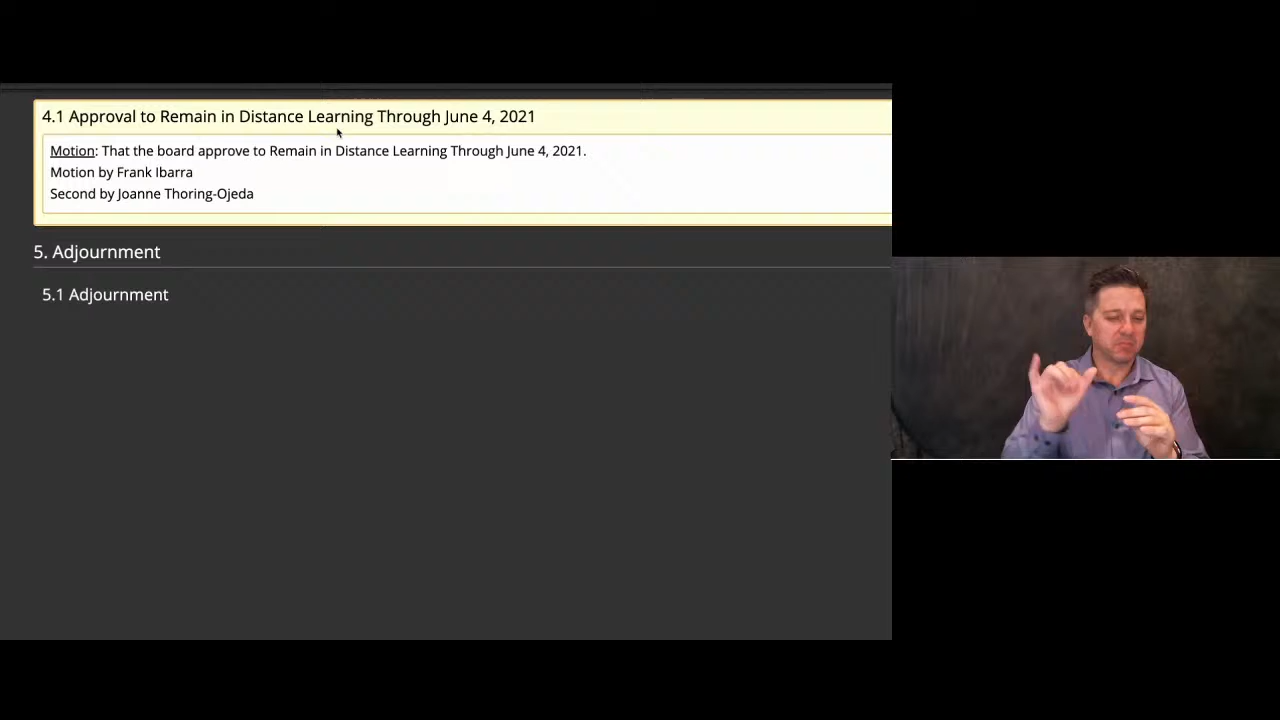 4.1 Approval to Remain in Distance Learning Through June 4, 2021
Motion: That the board approve to Remain in Distance Learning Through June 4, 2021.
Motion by Frank Ibarra
Second by Joanne Thoring-Ojeda
5. Adjournment
5.1 Adjournment